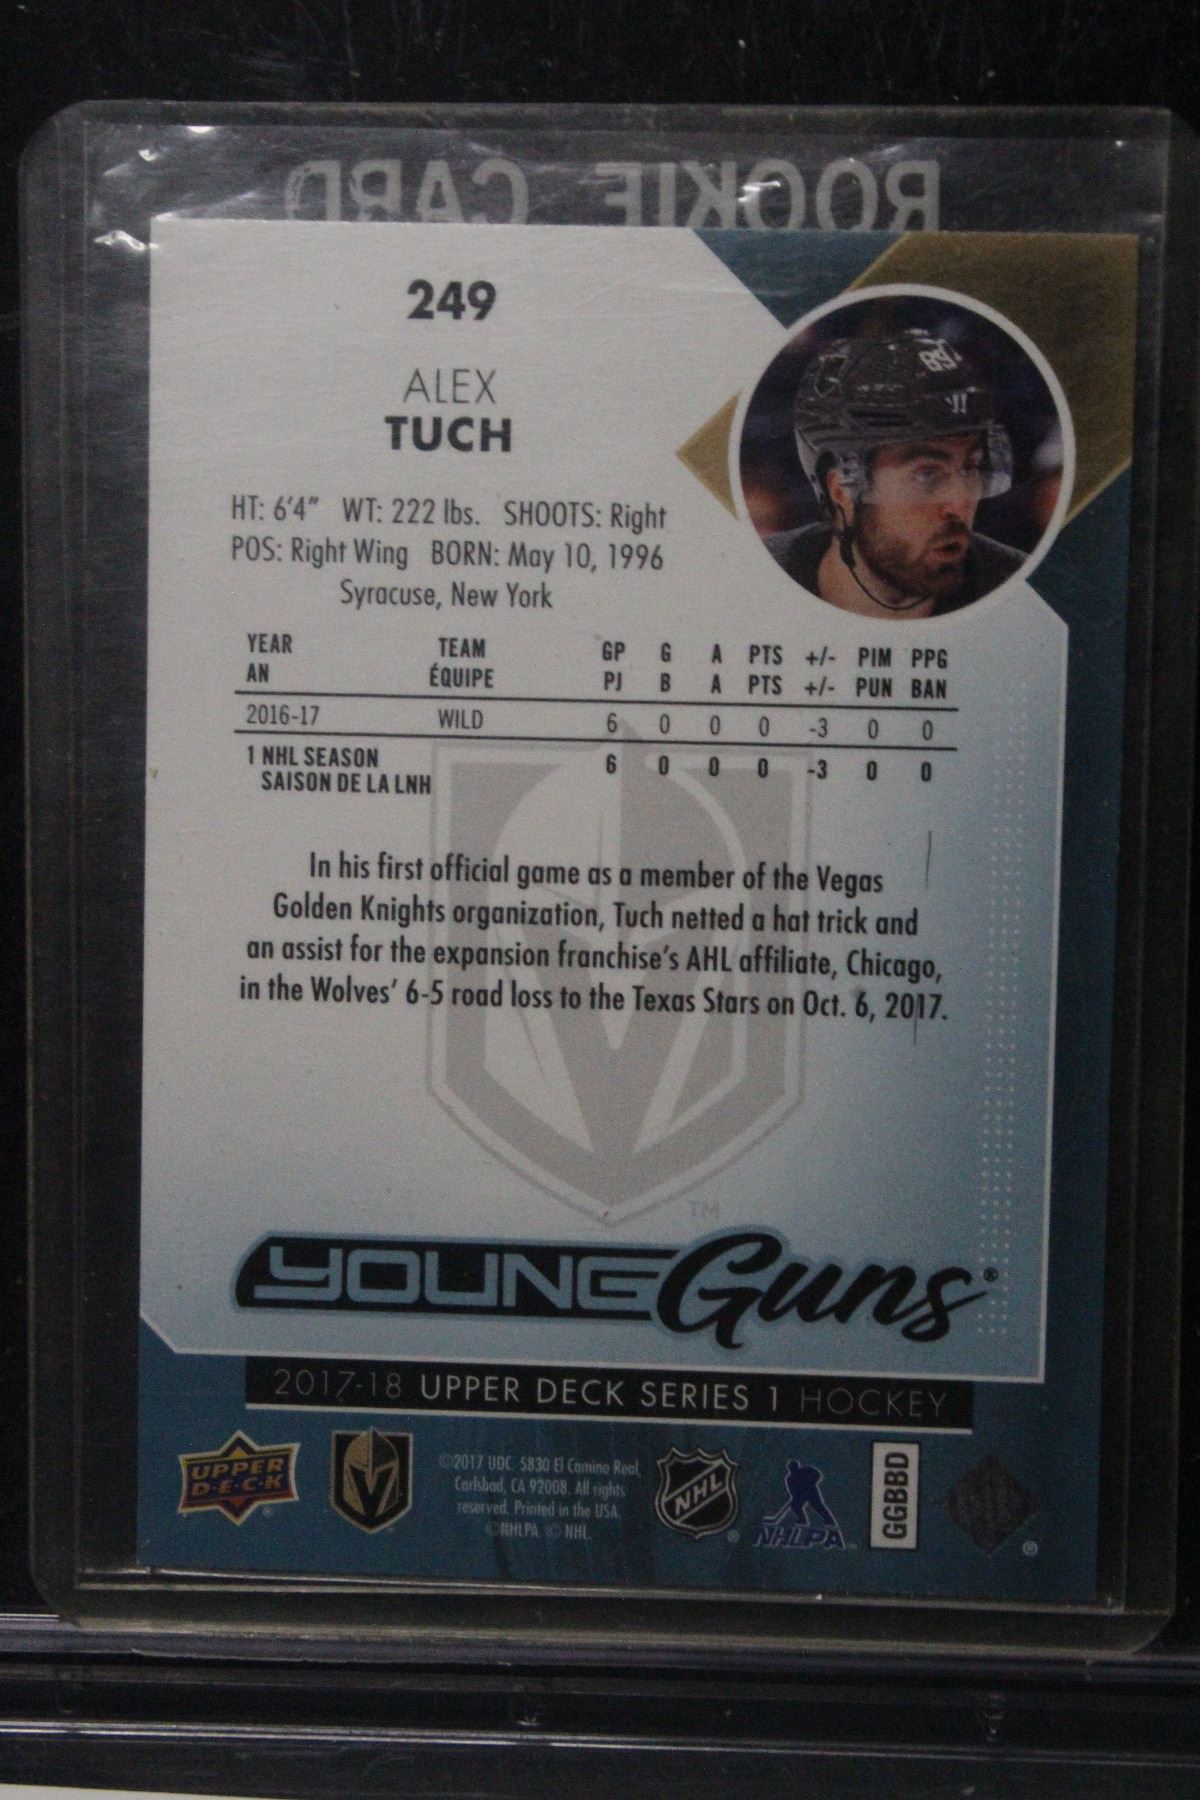 ROOKIE CARD
249
ALEX
TUCH
89
HT: 6'4" WT: 222 lbs. SHOOTS: Right
POS: Right Wing BORN: May 10, 1996
Syracuse, New York
YEAR TEAM GP G A PTS +/- PIM PPG
AN ÉQUIPE PJ B A PTS +/- PUN BAN
2016-17 WILD 6 0 0 0 -3 0 0
1 NHL SEASON 6 0 0 0 -3 0 0
SAISON DE LA LNH
In his first official game as a member of the Vegas
Golden Knights organization, Tuch netted a hat trick and
an assist for the expansion franchise's AHL affiliate, Chicago,
in the Wolves' 6-5 road loss to the Texas Stars on Oct. 6, 2017.
TM
YOUNG Guns®
2017-18 UPPER DECK SERIES 1 HOCKEY
UPPER
D·E·C·K
®
©2017 UDC. 5830 El Camino Real,
Carlsbad, CA 92008. All rights
reserved. Printed in the USA.
©NHLPA. © NHL.
NHL
®
NHLPA
GGBBD
®